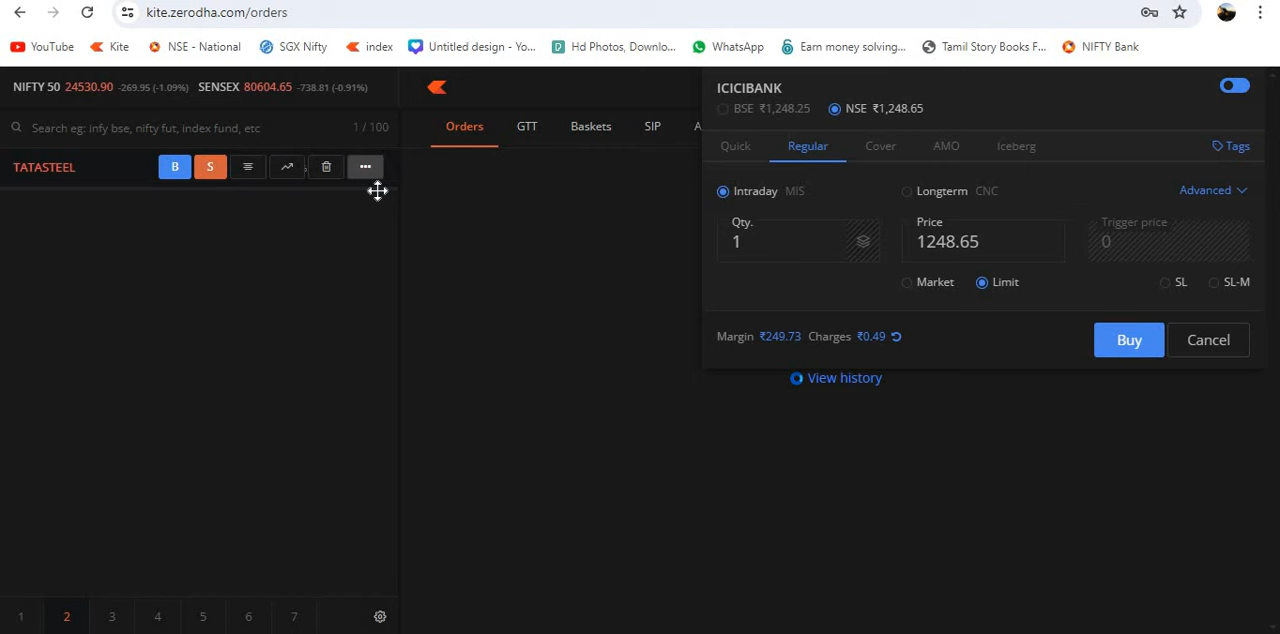 kite.zerodha.com/orders
YouTube Kite NSE - National SGX Nifty index Untitled design - Yo... Hd Photos, Downlo... WhatsApp Earn money solving... Tamil Story Books F... NIFTY Bank
NIFTY 50 24530.90 -269.95 (-1.09%) SENSEX 80604.65 -738.81 (-0.91%)
Search eg: infy bse, nifty fut, index fund, etc 1 / 100
TATASTEEL B S
1 2 3 4 5 6 7
Orders GTT Baskets SIP A
ICICIBANK
BSE ₹1,248.25 NSE ₹1,248.65
Quick Regular Cover AMO Iceberg Tags
Intraday MIS Longterm CNC Advanced
Qty. Price Trigger price
1 1248.65 0
Market Limit SL SL-M
Margin ₹249.73 Charges ₹0.49 Buy Cancel
View history